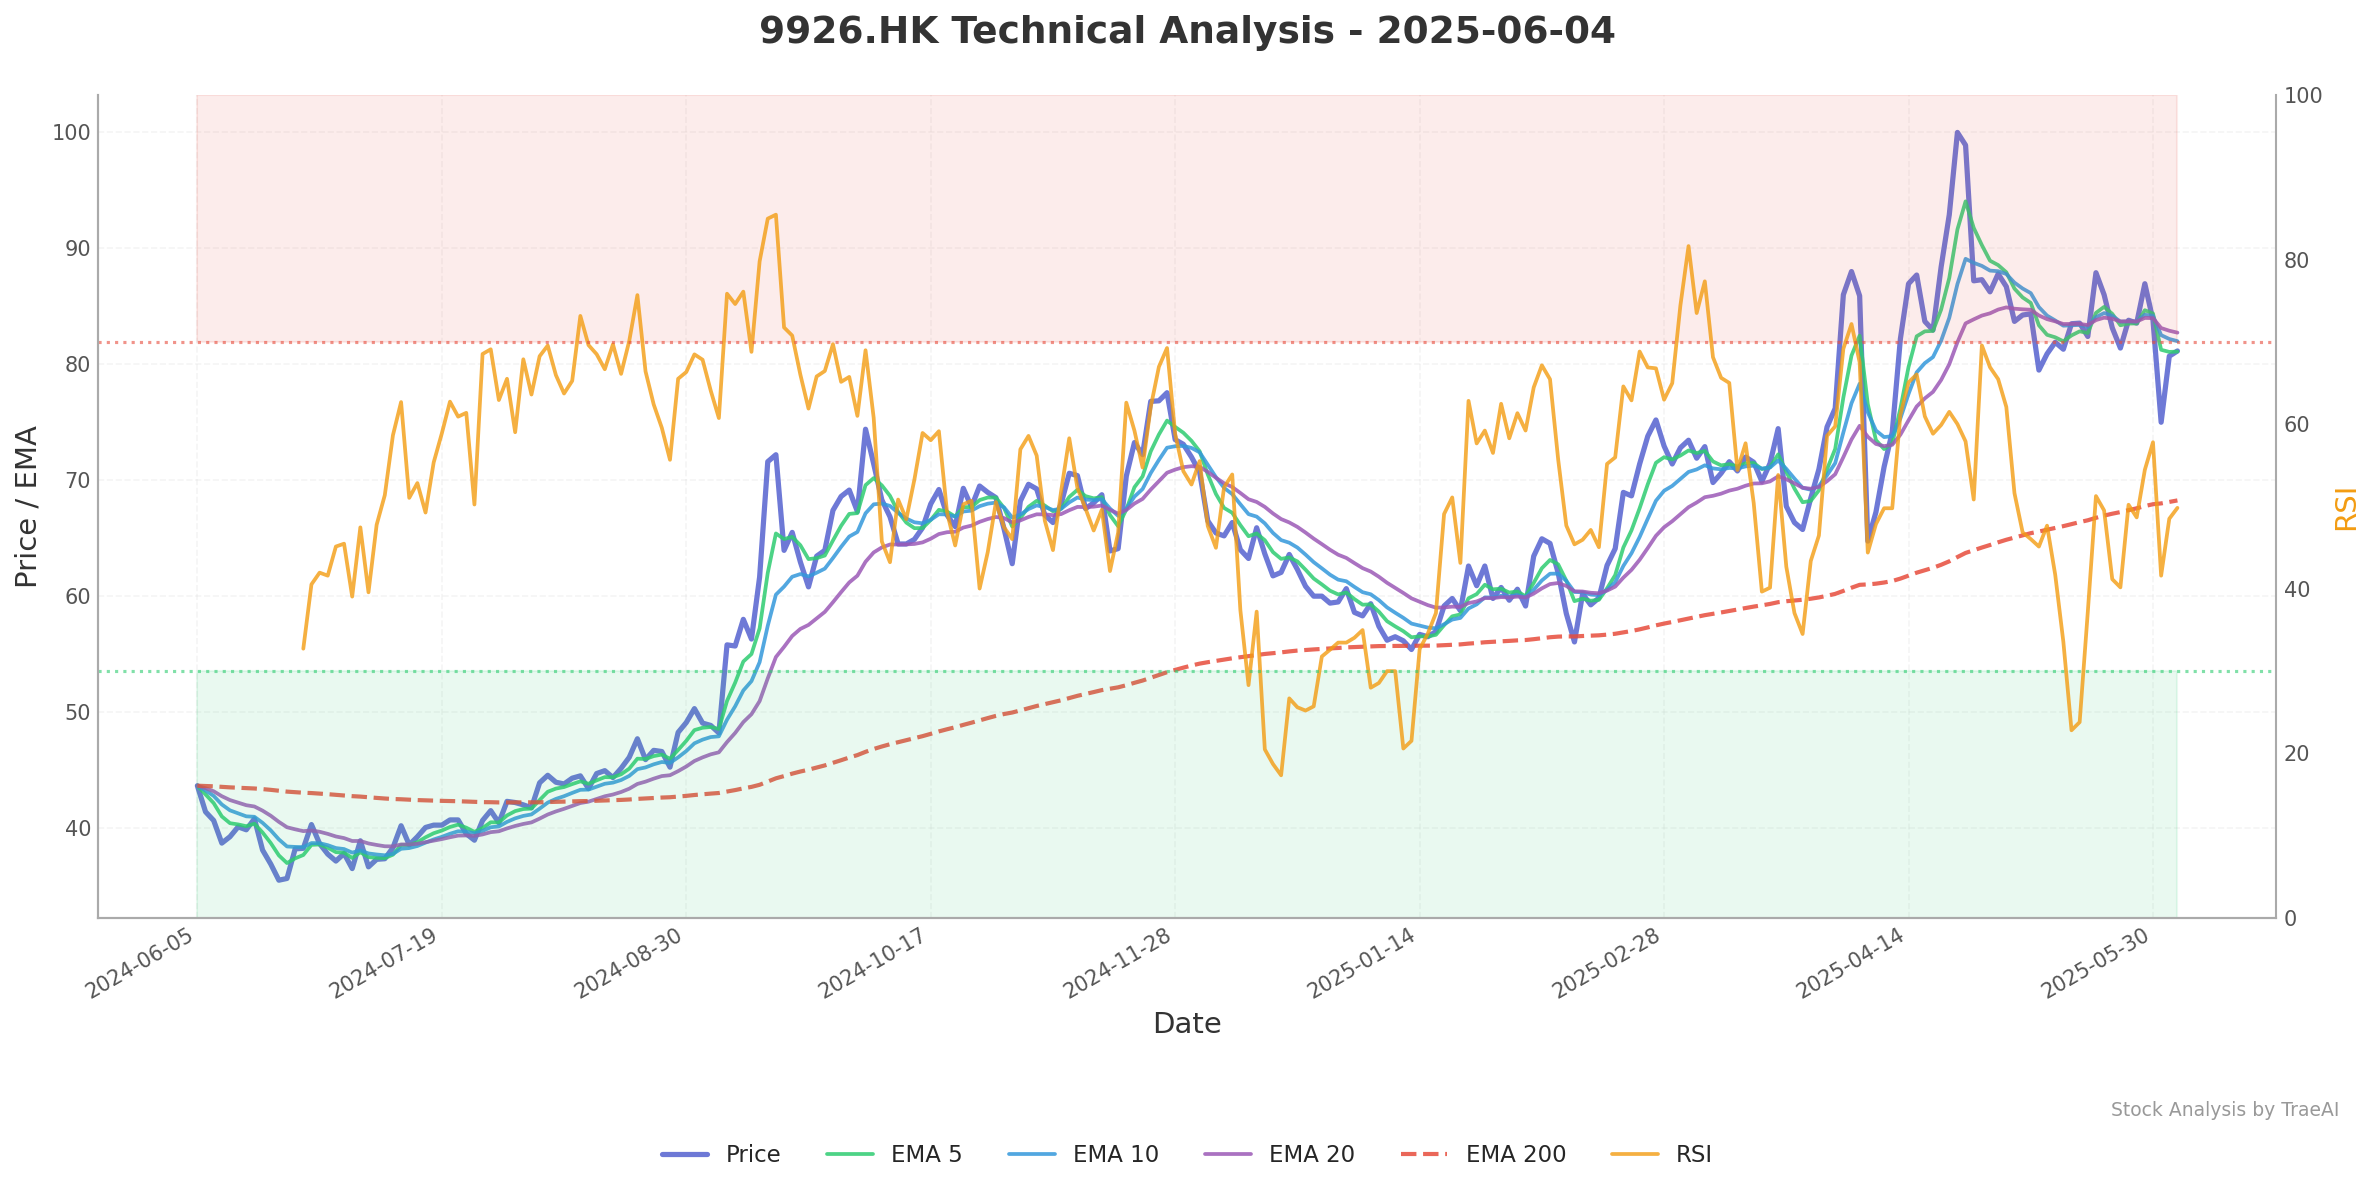 9926.HK Technical Analysis - 2025-06-04
Price / EMA
100
90
80
70
60
50
40
100
80
60
40
20
0
RSI
2024-06-05
2024-07-19
2024-08-30
2024-10-17
2024-11-28
2025-01-14
2025-02-28
2025-04-14
2025-05-30
Date
Stock Analysis by TraeAI
Price
EMA 5
EMA 10
EMA 20
EMA 200
RSI